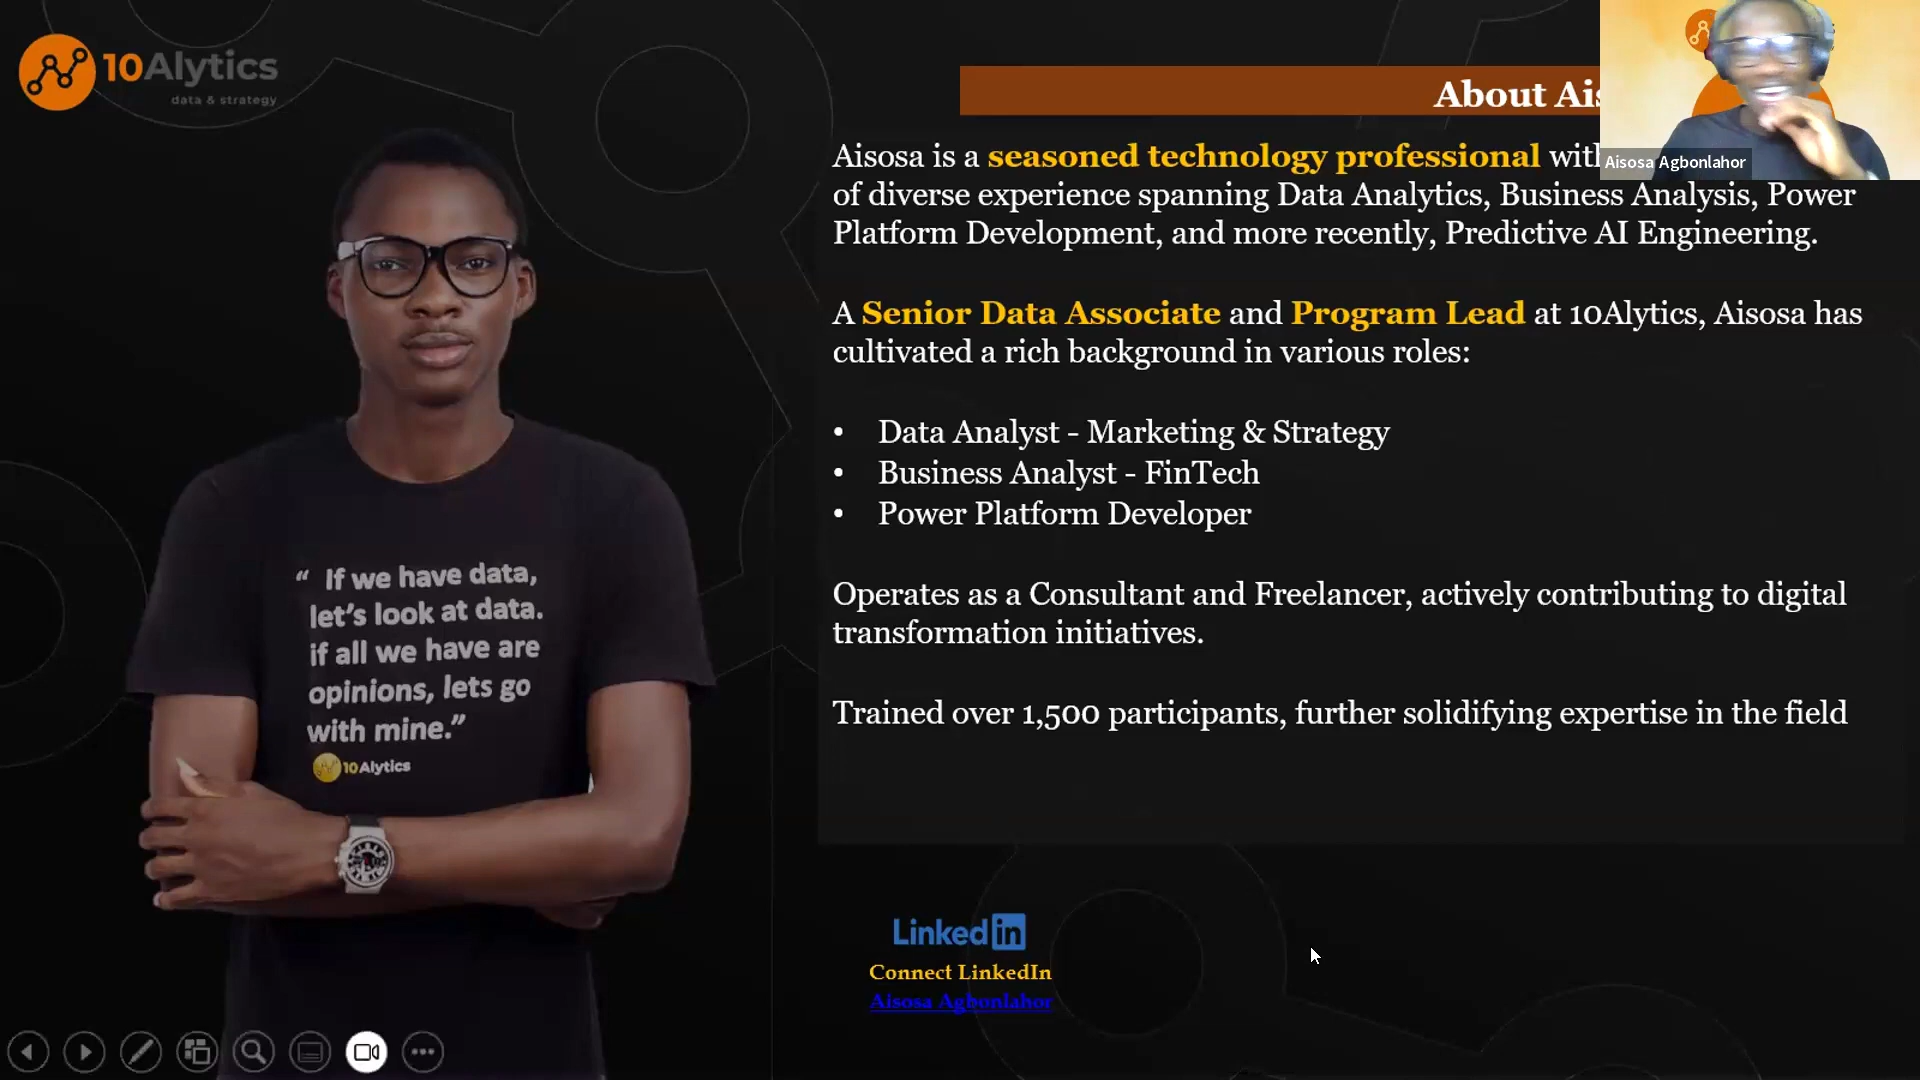 10Alytics
data & strategy
About Ais
Aisosa Agbonlahor
Aisosa is a seasoned technology professional with
of diverse experience spanning Data Analytics, Business Analysis, Power
Platform Development, and more recently, Predictive AI Engineering.
A Senior Data Associate and Program Lead at 10Alytics, Aisosa has
cultivated a rich background in various roles:
• Data Analyst - Marketing & Strategy
• Business Analyst - FinTech
• Power Platform Developer
Operates as a Consultant and Freelancer, actively contributing to digital
transformation initiatives.
Trained over 1,500 participants, further solidifying expertise in the field
“ If we have data,
let’s look at data.
if all we have are
opinions, lets go
with mine.”
10Alytics
Linkedin
Connect LinkedIn
Aisosa Agbonlahor